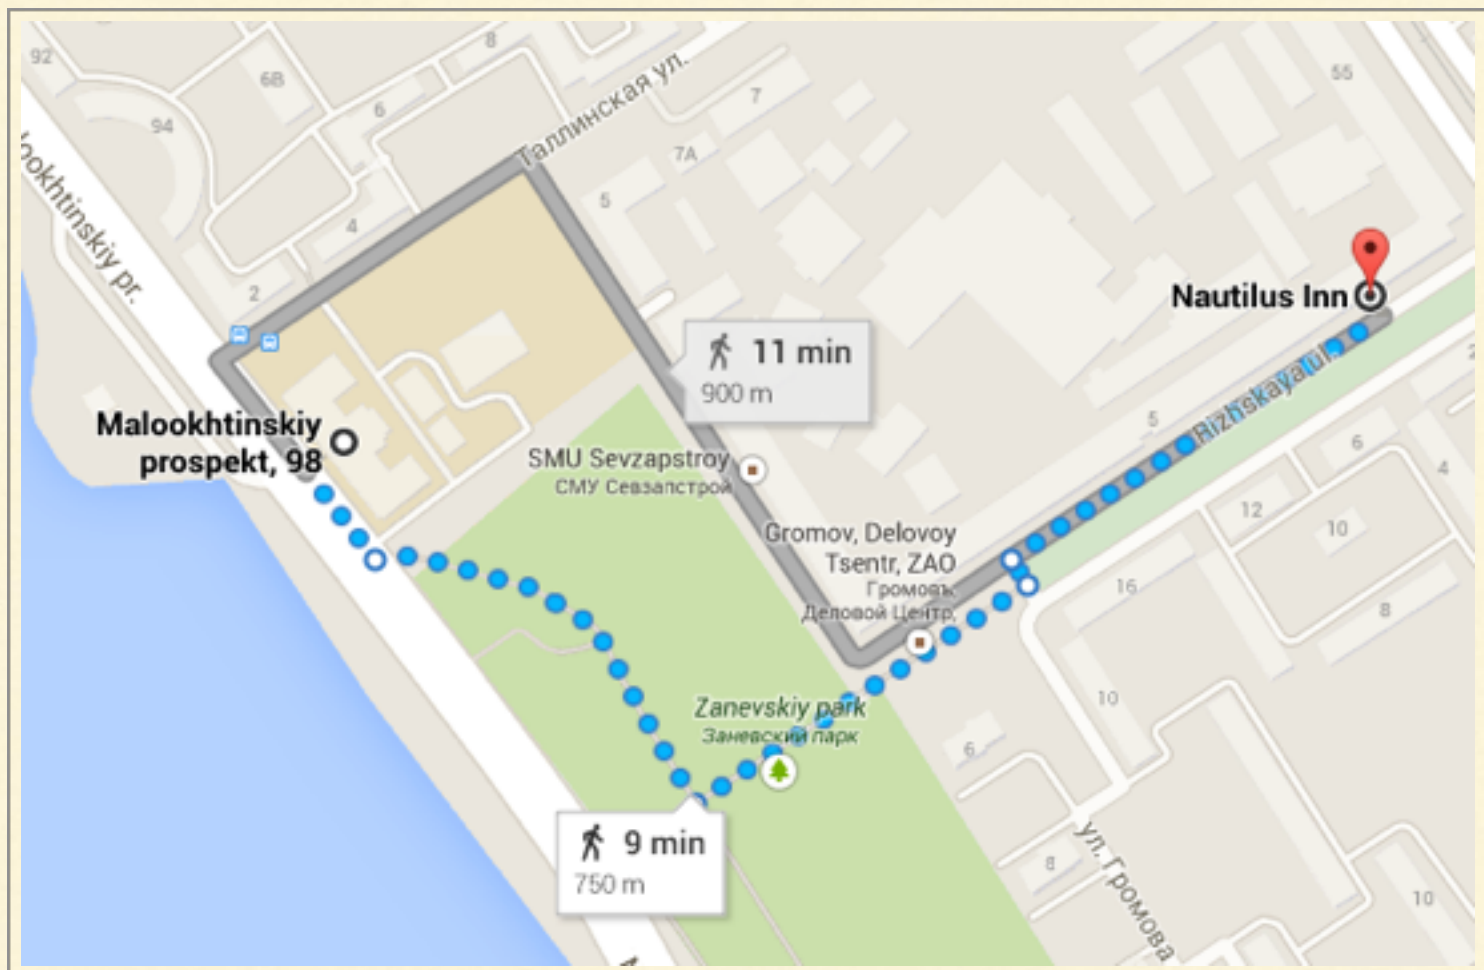 92
8
6B
6
94
Таллинская ул.
7
7A
55
5
4
lookhtinskiy pr.
2
Nautilus Inn
11 min
900 m
Malookhtinskiy
prospekt, 98
Rizhskaya ul.
5
6
4
SMU Sevzapstroy
СМУ Севзапстрой
12
10
Gromov, Delovoy
Tsentr, ZAO
Громовъ,
Деловой Центр,
16
8
Zanevskiy park
Заневский парк
10
6
9 min
750 m
8
ул. Громова
10